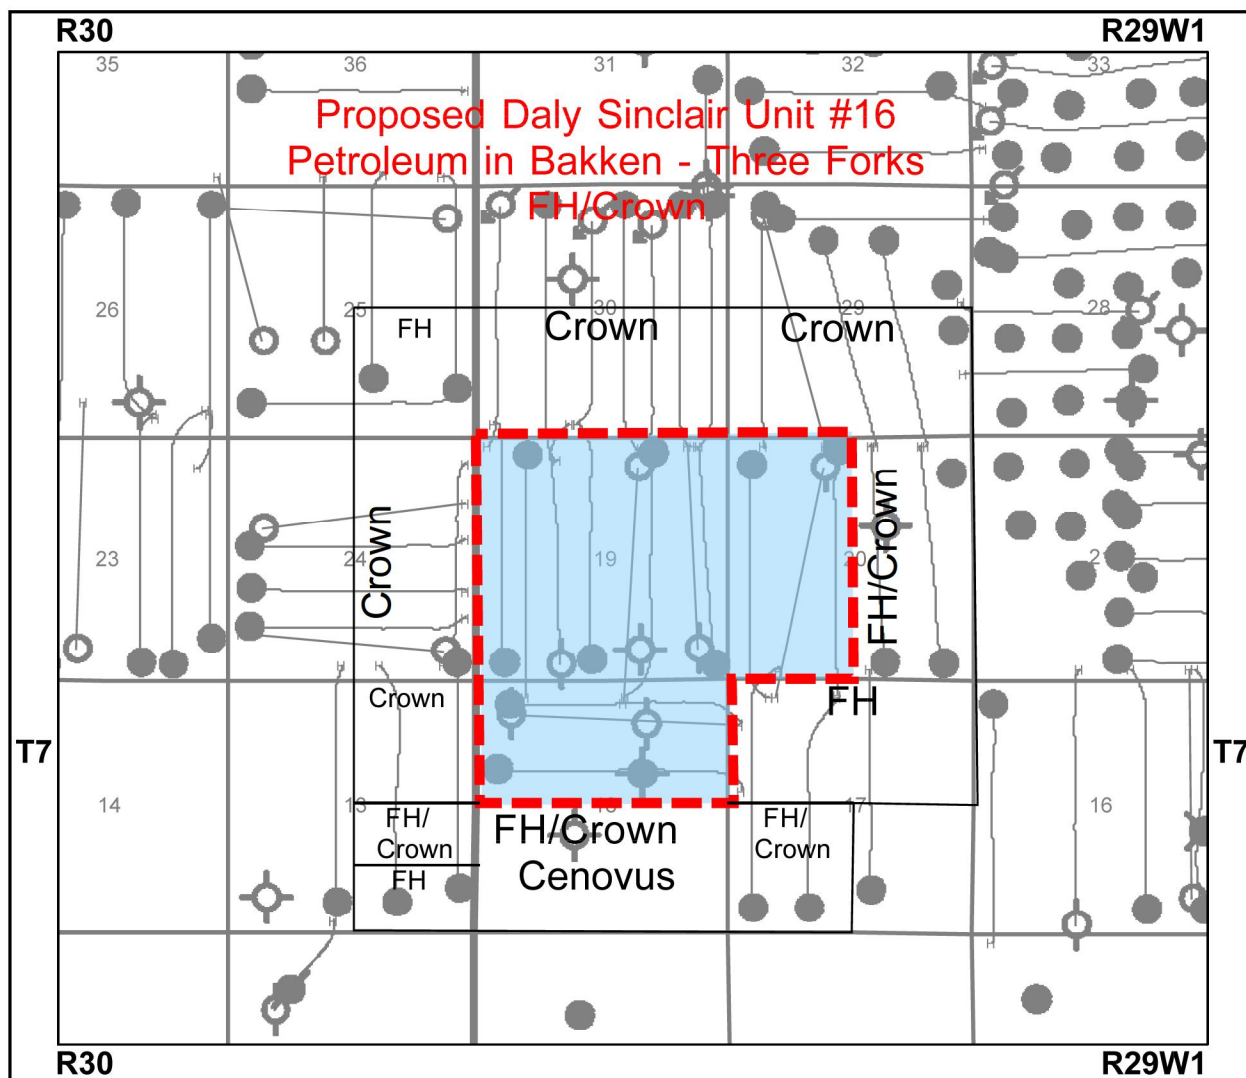 R30 R29W1
35 36 31 32 33
Proposed Daly Sinclair Unit #16
Petroleum in Bakken - Three Forks
FH/Crown
26 25 30 29 28
FH Crown Crown
Crown
FH/Crown
23 24 19 20 21
Crown FH
T7 T7
14 13 18 17 16
FH/
Crown
FH/Crown
FH/
Crown
FH
Cenovus
R30 R29W1